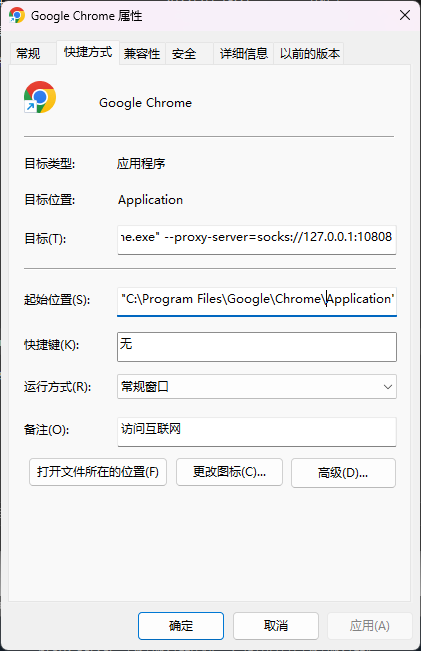 Google Chrome 属性
常规 快捷方式 兼容性 安全 详细信息 以前的版本
Google Chrome
目标类型: 应用程序
目标位置: Application
目标(T): ne.exe" --proxy-server=socks://127.0.0.1:10808
起始位置(S): "C:\Program Files\Google\Chrome\Application"
快捷键(K): 无
运行方式(R): 常规窗口
备注(O): 访问互联网
打开文件所在的位置(F) 更改图标(C)... 高级(D)...
确定 取消 应用(A)